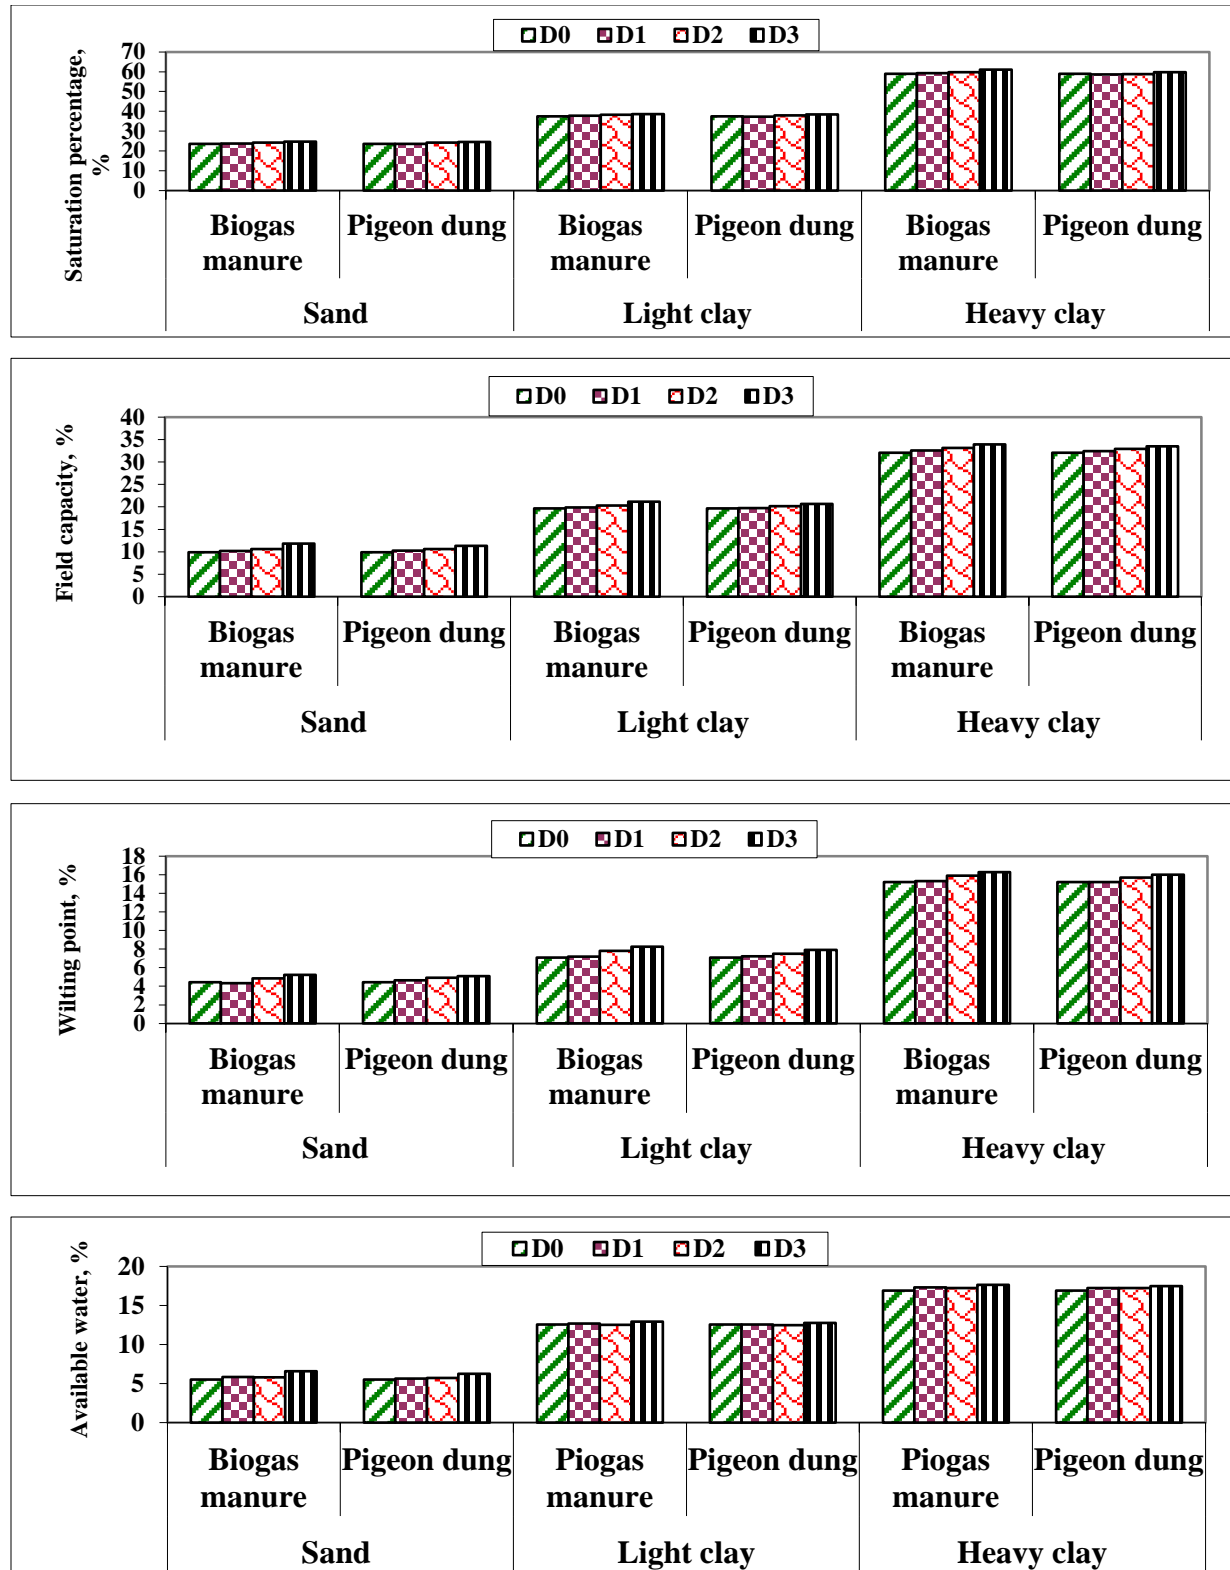 D0 D1 D2 D3
Saturation percentage,
%
70
60
50
40
30
20
10
0
Biogas manure
Pigeon dung
Biogas manure
Pigeon dung
Biogas manure
Pigeon dung
Sand
Light clay
Heavy clay
D0 D1 D2 D3
Field capacity, %
40
35
30
25
20
15
10
5
0
Biogas manure
Pigeon dung
Biogas manure
Pigeon dung
Biogas manure
Pigeon dung
Sand
Light clay
Heavy clay
D0 D1 D2 D3
Wilting point, %
18
16
14
12
10
8
6
4
2
0
Biogas manure
Pigeon dung
Biogas manure
Pigeon dung
Biogas manure
Pigeon dung
Sand
Light clay
Heavy clay
D0 D1 D2 D3
Available water, %
20
15
10
5
0
Biogas manure
Pigeon dung
Piogas manure
Pigeon dung
Piogas manure
Pigeon dung
Sand
Light clay
Heavy clay